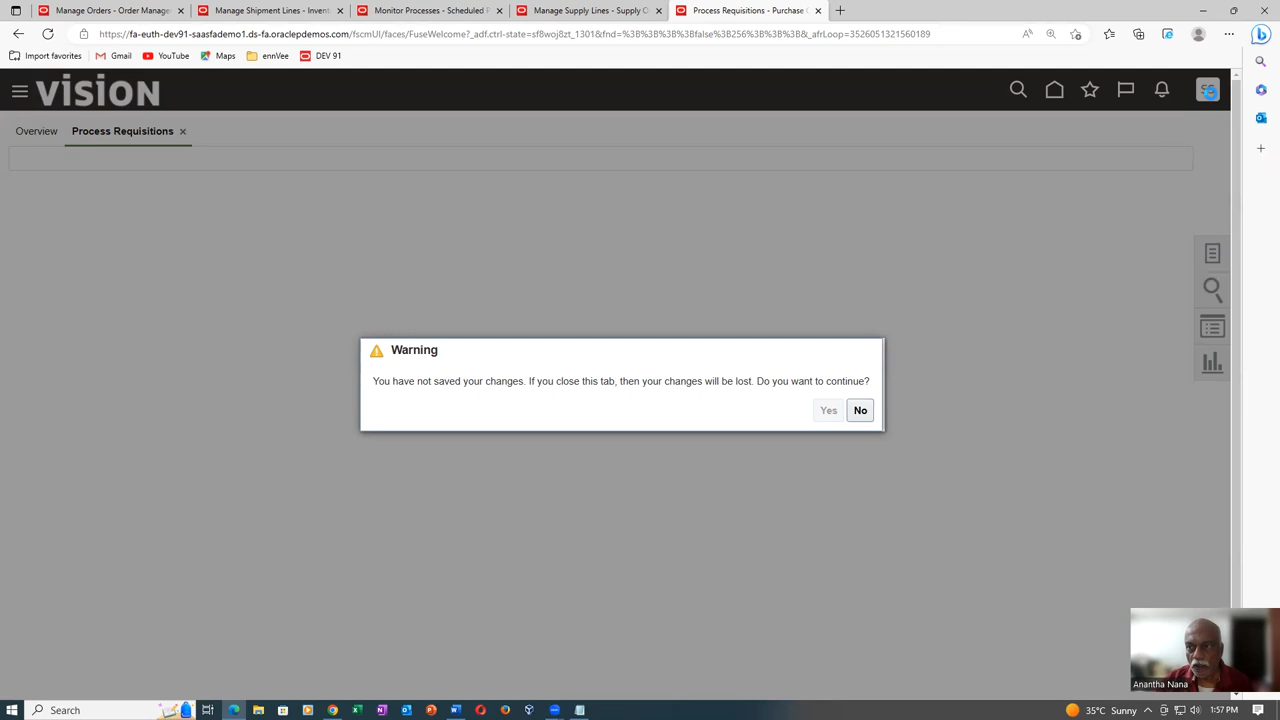 Manage Orders - Order Manage
Manage Shipment Lines - Invent
Monitor Processes - Scheduled P
Manage Supply Lines - Supply O
Process Requisitions - Purchase
https://fa-euth-dev91-saasfademo1.ds-fa.oraclepdemos.com/fscmUI/faces/FuseWelcome?_adf.ctrl-state=sf8woj8zt_1301&fnd=%3B%3B%3B%3Bfalse%3B256%3B%3B%3B&_afrLoop=3526051321560189
Import favorites
Gmail
YouTube
Maps
ennVee
DEV 91
VISION
Overview
Process Requisitions
Warning
You have not saved your changes. If you close this tab, then your changes will be lost. Do you want to continue?
Yes
No
Anantha Nana
Search
35°C Sunny
1:57 PM